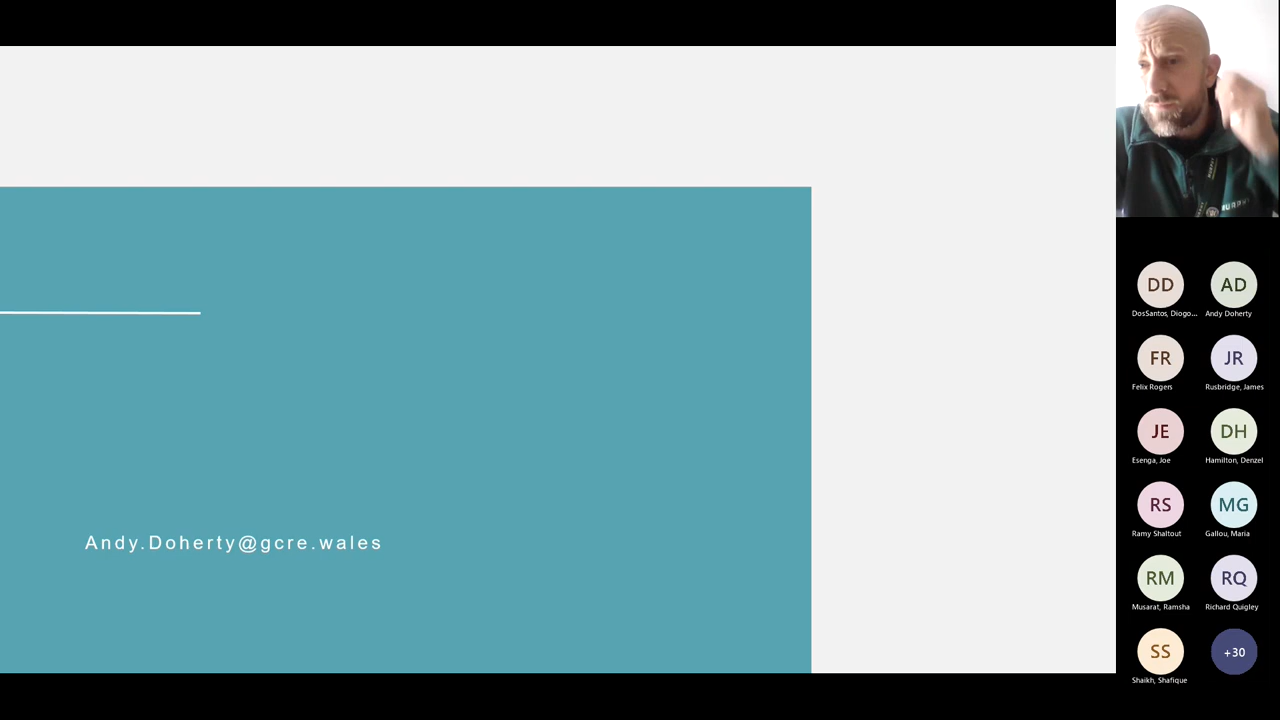 Andy.Doherty@gcre.wales
DD
AD
DosSantos, Diogo...
Andy Doherty
FR
JR
Felix Rogers
Rusbridge, James
JE
DH
Esenga, Joe
Hamilton, Denzel
RS
MG
Ramy Shaltout
Gallou, Maria
RM
RQ
Musarat, Ramsha
Richard Quigley
SS
+30
Shaikh, Shafique